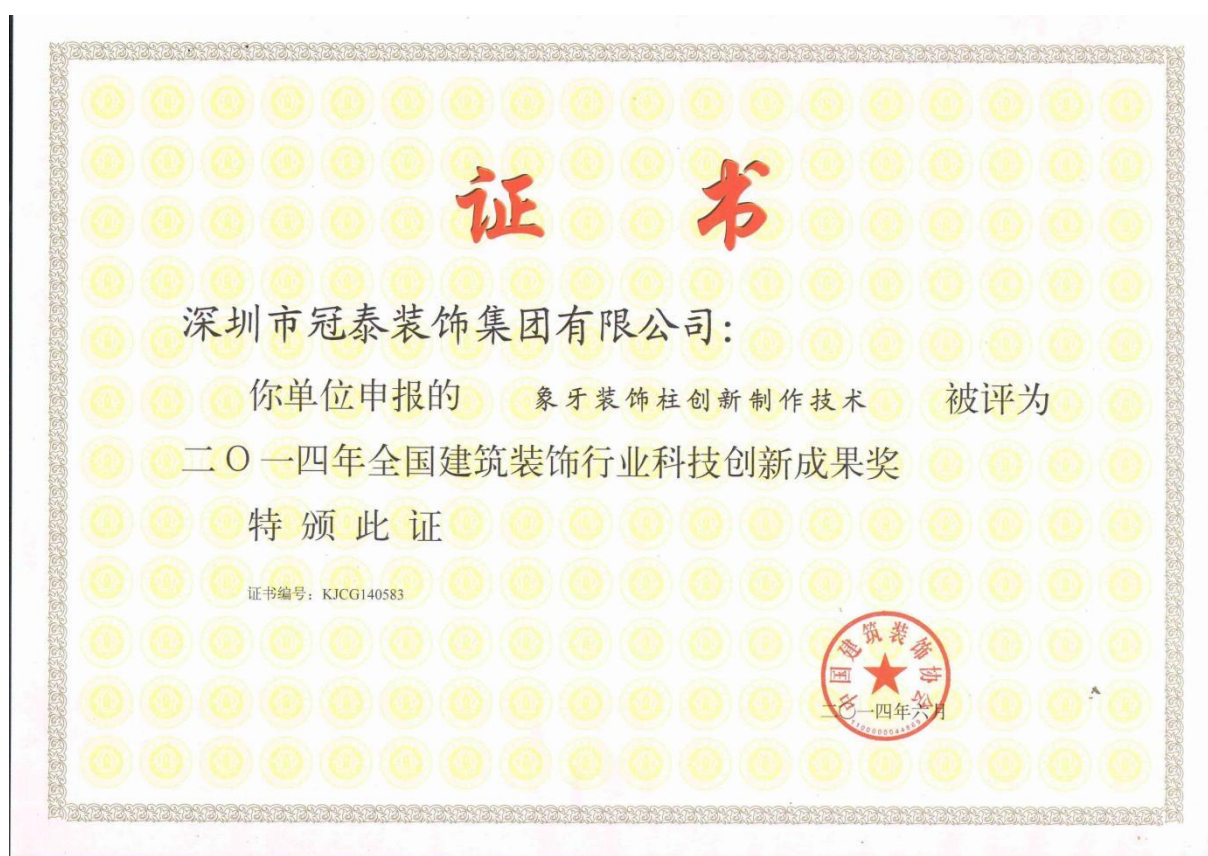 证 书
深圳市冠泰装饰集团有限公司：
你单位申报的 象牙装饰柱创新制作技术 被评为
二〇一四年全国建筑装饰行业科技创新成果奖
特颁此证
证书编号：KJCG140583
中国建筑装饰协会
二〇一四年六月